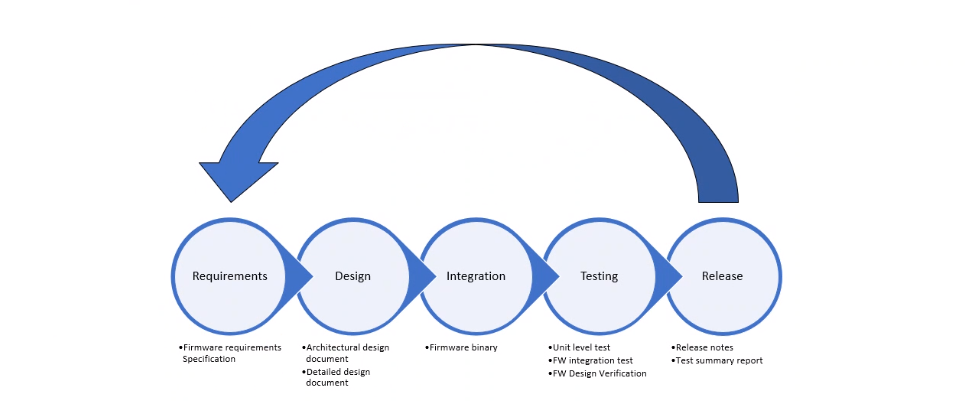 Requirements
Design
Integration
Testing
Release
•Firmware requirements
Specification
•Architectural design
document
•Detailed design
document
•Firmware binary
•Unit level test
•FW integration test
•FW Design Verification
•Release notes
•Test summary report